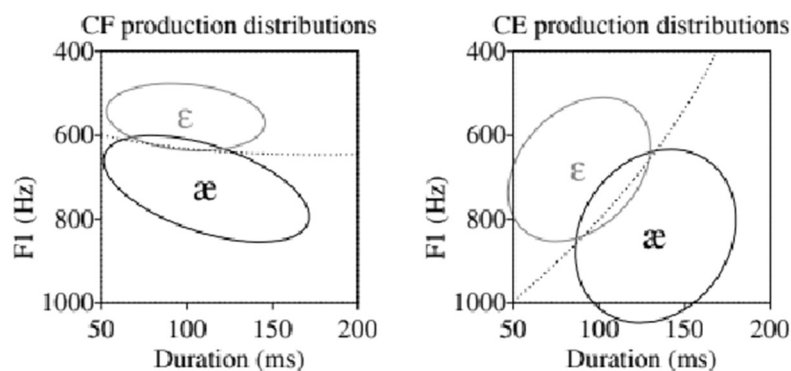 CF production distributions
400
600
800
1000
F1 (Hz)
ɛ
æ
50 100 150 200
Duration (ms)
CE production distributions
400
600
800
1000
F1 (Hz)
ɛ
æ
50 100 150 200
Duration (ms)